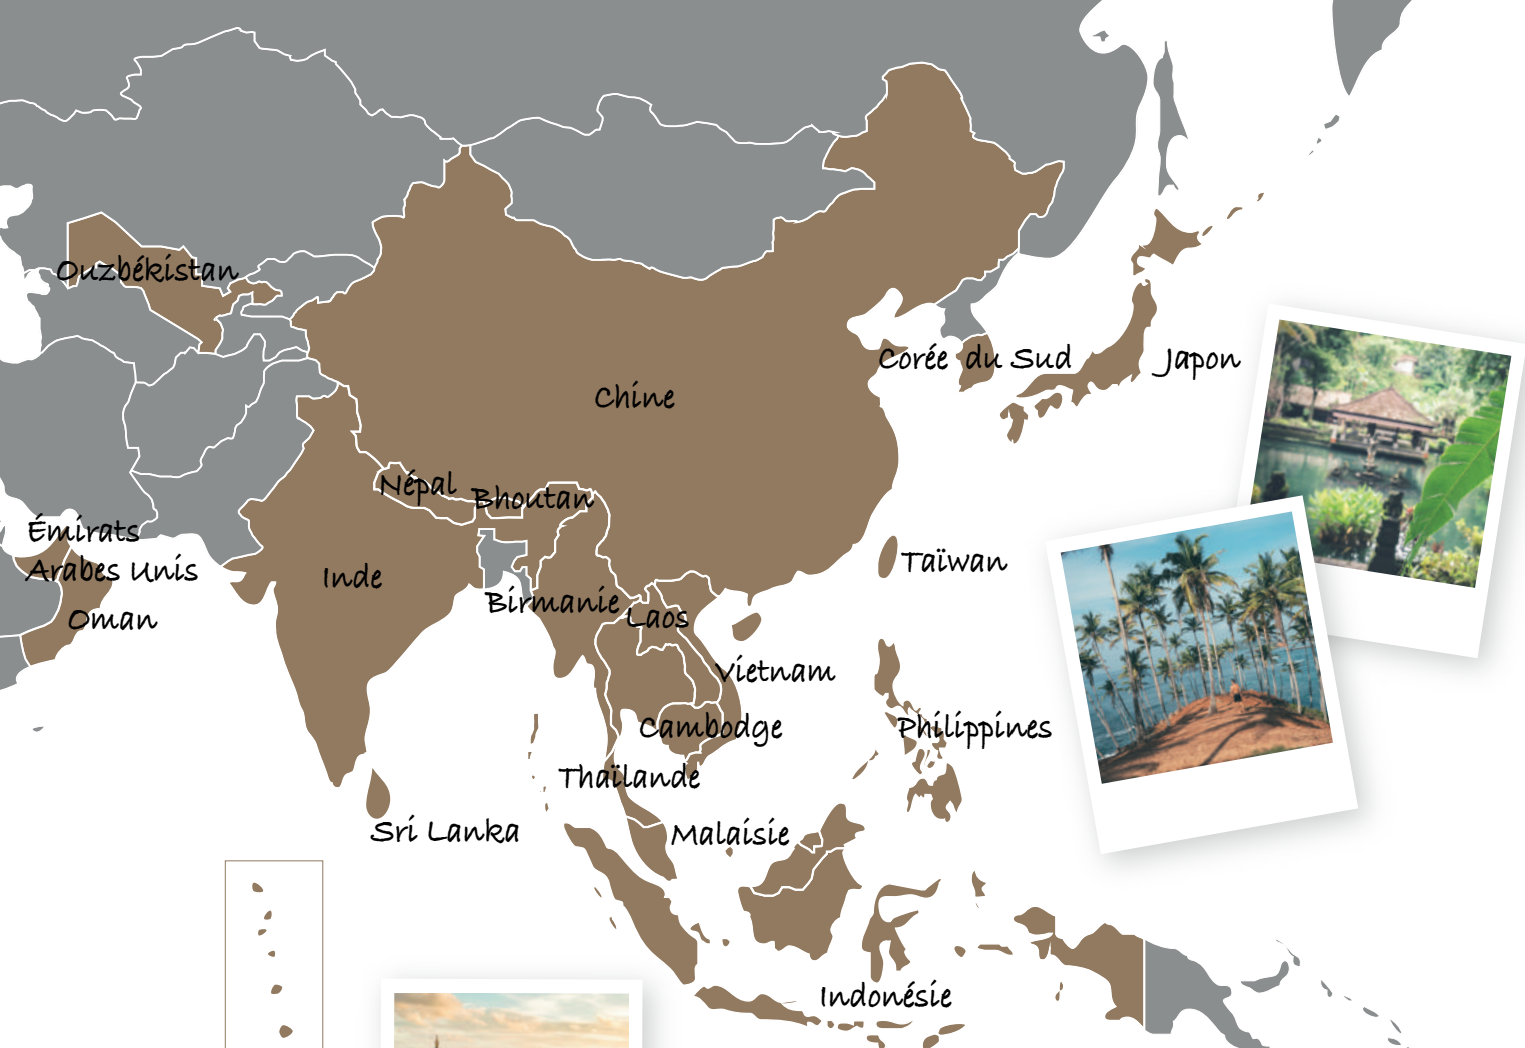 Ouzbékistan
Corée du Sud
Japon
Chine
Népal
Bhoutan
Émirats
Arabes Unis
Oman
Inde
Taïwan
Birmanie
Laos
Vietnam
Cambodge
Philippines
Thaïlande
Sri Lanka
Malaisie
Indonésie